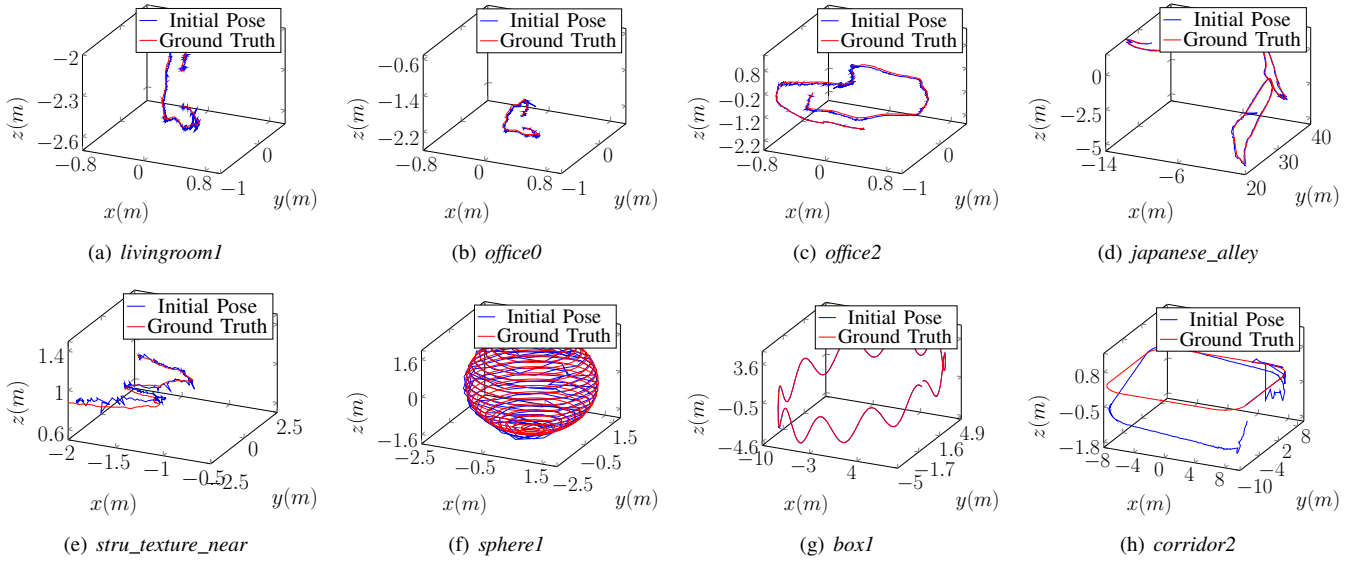 Initial Pose
Ground Truth
−2
−2.3
−2.6
z(m)
−0.8
0
0.8
x(m)
−1
0
y(m)
(a) livingroom1
Initial Pose
Ground Truth
−0.6
−1.4
−2.2
z(m)
−0.8
0
0.8
x(m)
−1
0
y(m)
(b) office0
Initial Pose
Ground Truth
0.8
−0.2
−1.2
−2.2
z(m)
−0.8
0
0.8
x(m)
−1
0
y(m)
(c) office2
Initial Pose
Ground Truth
0
−2.5
−5
z(m)
−14
−6
x(m)
20
30
40
y(m)
(d) japanese_alley
Initial Pose
Ground Truth
1.4
1
0.6
z(m)
−2
−1.5
−1
−0.5
x(m)
−2.5
0
2.5
y(m)
(e) stru_texture_near
Initial Pose
Ground Truth
1.6
0
−1.6
z(m)
−2.5
−0.5
1.5
x(m)
−2.5
−0.5
1.5
y(m)
(f) sphere1
Initial Pose
Ground Truth
3.6
−0.5
−4.6
z(m)
−10
−3
4
x(m)
−5
−1.7
1.6
4.9
y(m)
(g) box1
Initial Pose
Ground Truth
0.8
−0.5
−1.8
z(m)
−8
−4
0
4
8
x(m)
−10
−4
2
8
y(m)
(h) corridor2